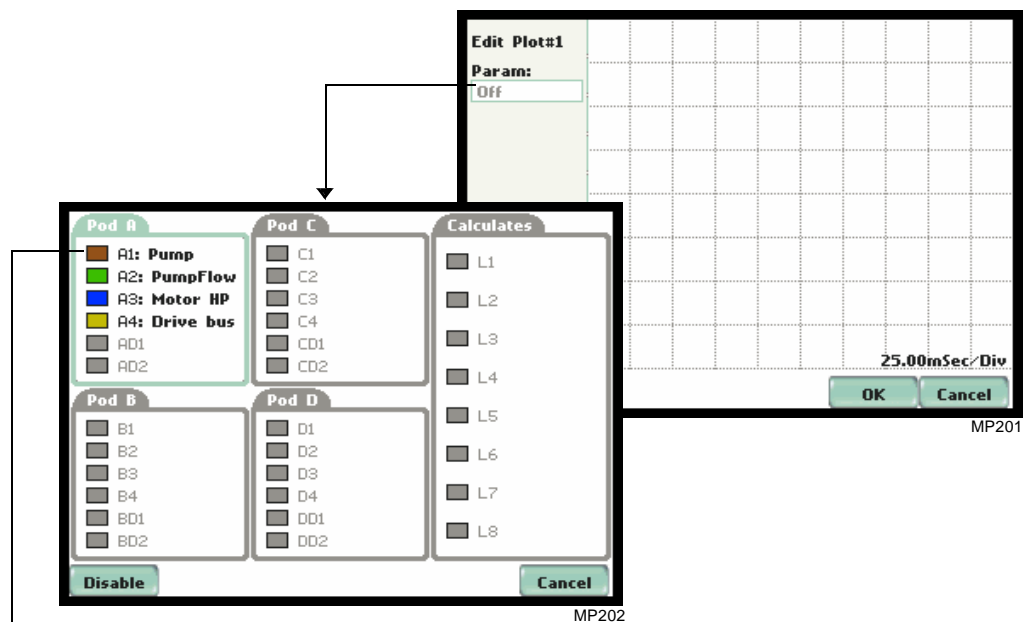 Edit Plot#1
Param:
Off
25.00mSec/Div
OK
Cancel
MP201
Pod A
A1: Pump
A2: PumpFlow
A3: Motor HP
A4: Drive bus
AD1
AD2
Pod B
B1
B2
B3
B4
BD1
BD2
Pod C
C1
C2
C3
C4
CD1
CD2
Pod D
D1
D2
D3
D4
DD1
DD2
Calculates
L1
L2
L3
L4
L5
L6
L7
L8
Disable
Cancel
MP202